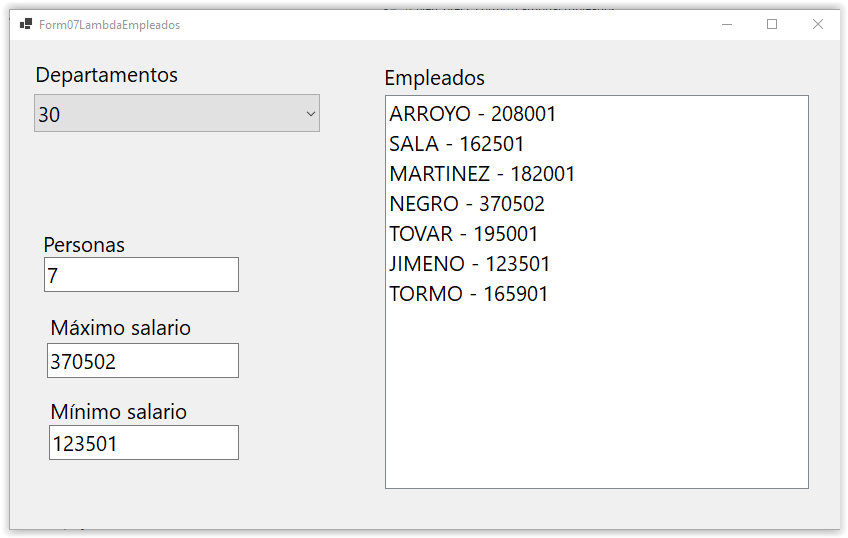 Form07LambdaEmpleados
Departamentos
30
Personas
7
Máximo salario
370502
Mínimo salario
123501
Empleados
ARROYO - 208001
SALA - 162501
MARTINEZ - 182001
NEGRO - 370502
TOVAR - 195001
JIMENO - 123501
TORMO - 165901